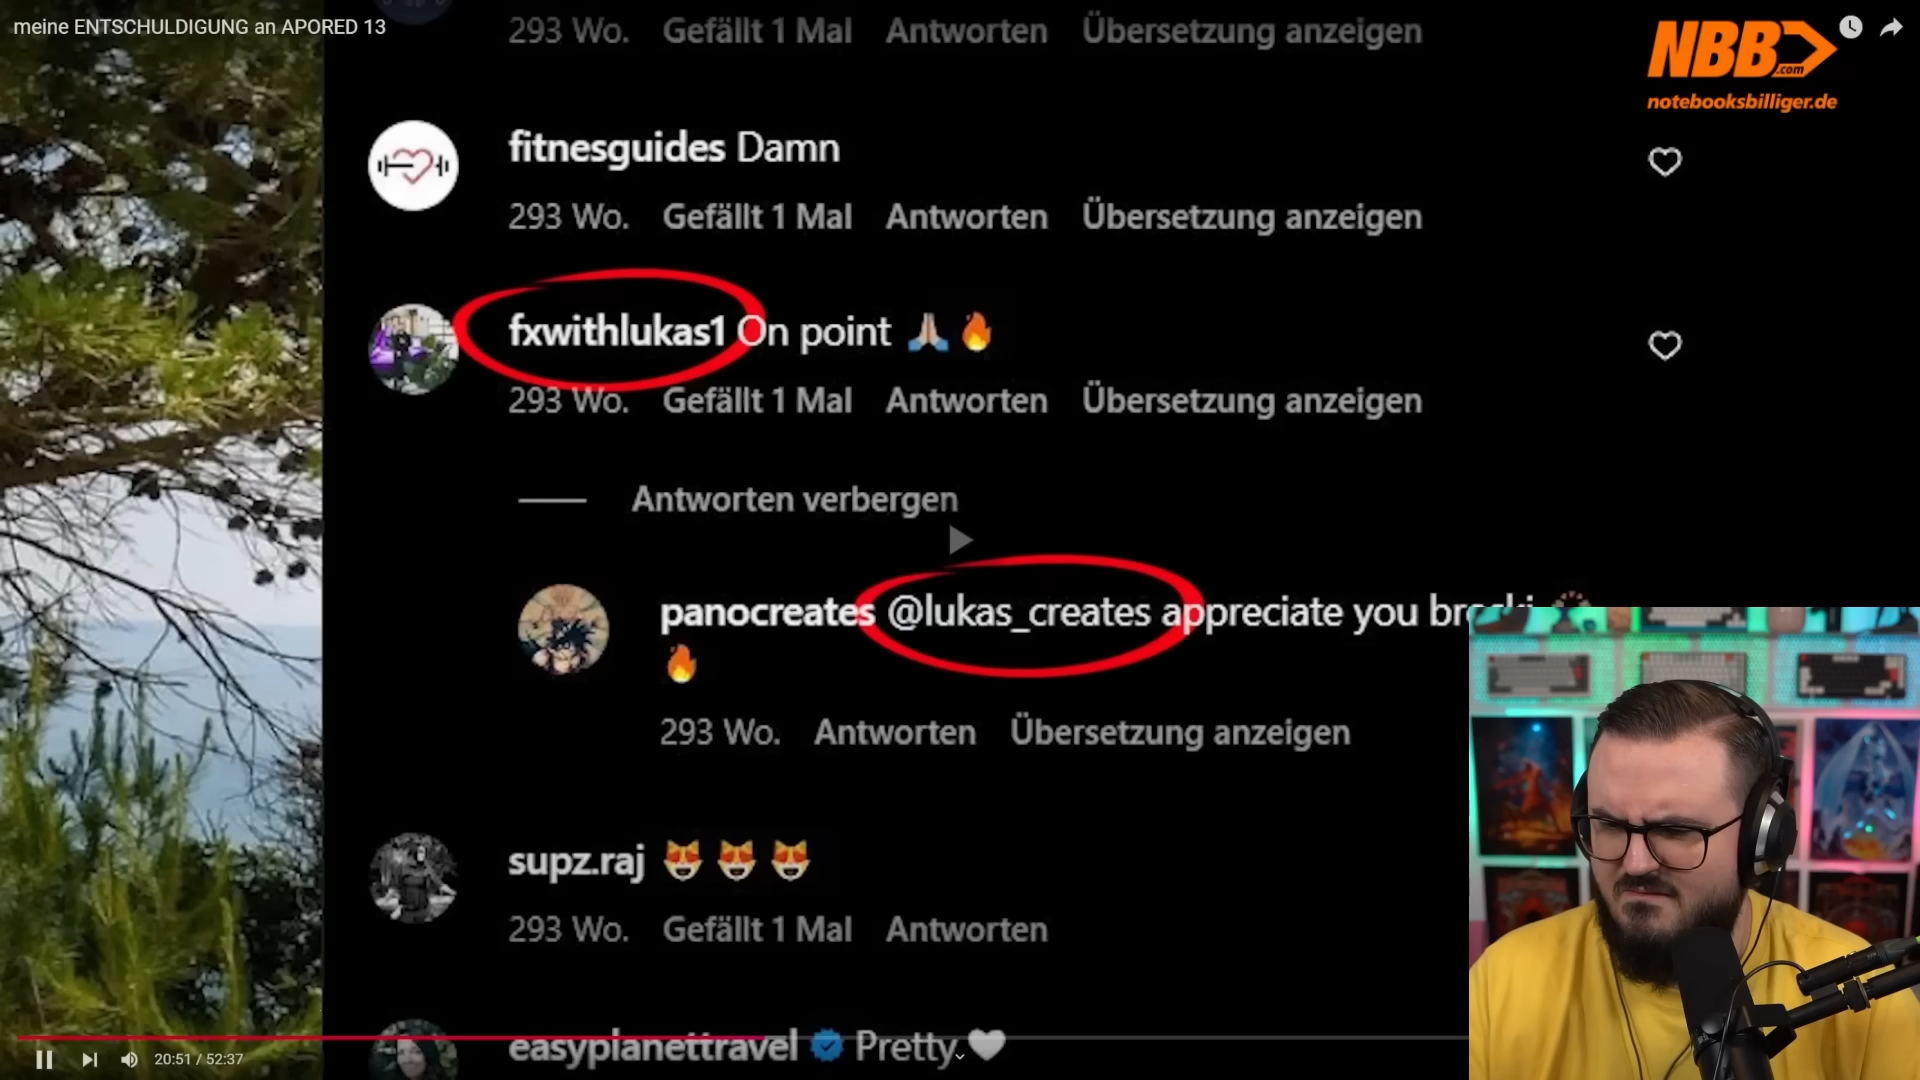 meine ENTSCHULDIGUNG an APORED 13
293 Wo. Gefällt 1 Mal Antworten Übersetzung anzeigen
NBB
.com
notebooksbilliger.de
fitnesguides Damn
293 Wo. Gefällt 1 Mal Antworten Übersetzung anzeigen
fxwithlukas1 On point 🙏🔥
293 Wo. Gefällt 1 Mal Antworten Übersetzung anzeigen
Antworten verbergen
panocreates @lukas_creates appreciate you
🔥
293 Wo. Antworten Übersetzung anzeigen
supz.raj 😻 😻 😻
293 Wo. Gefällt 1 Mal Antworten
easyplanettravel Pretty.🤍
20:51 / 52:37